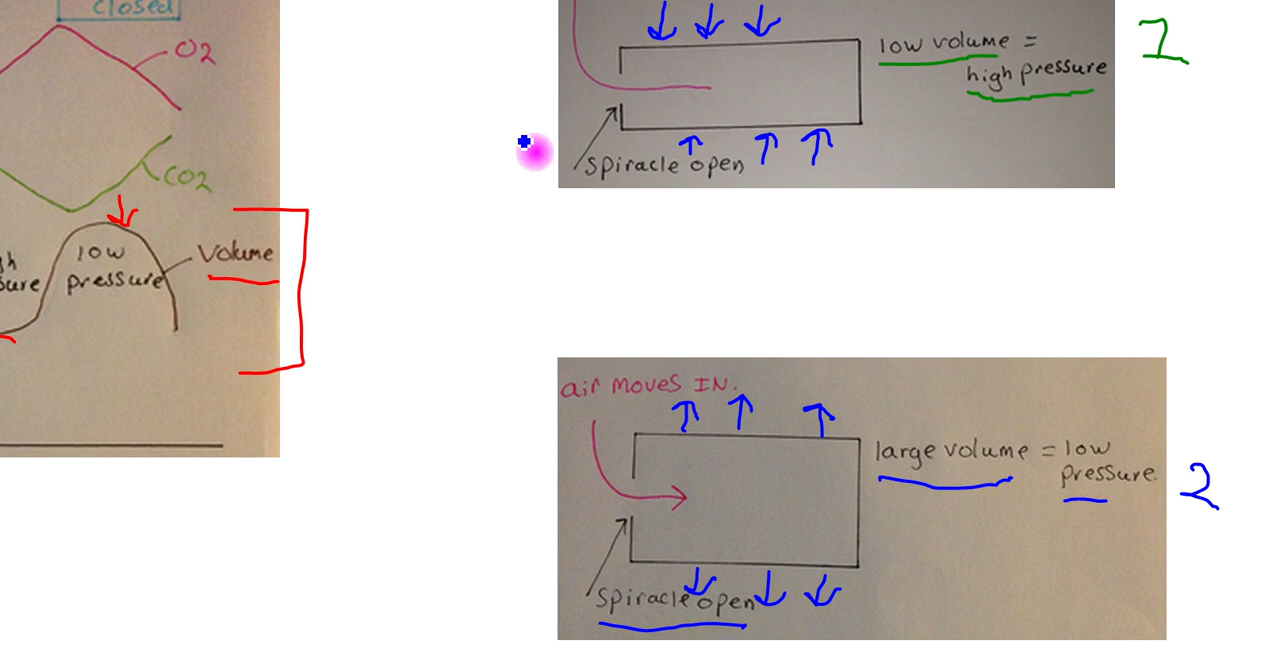 closed
O2
CO2
low
pressure
Volume
low volume =
high pressure
spiracle open
1
air moves IN.
large volume = low
pressure.
spiracle open
2